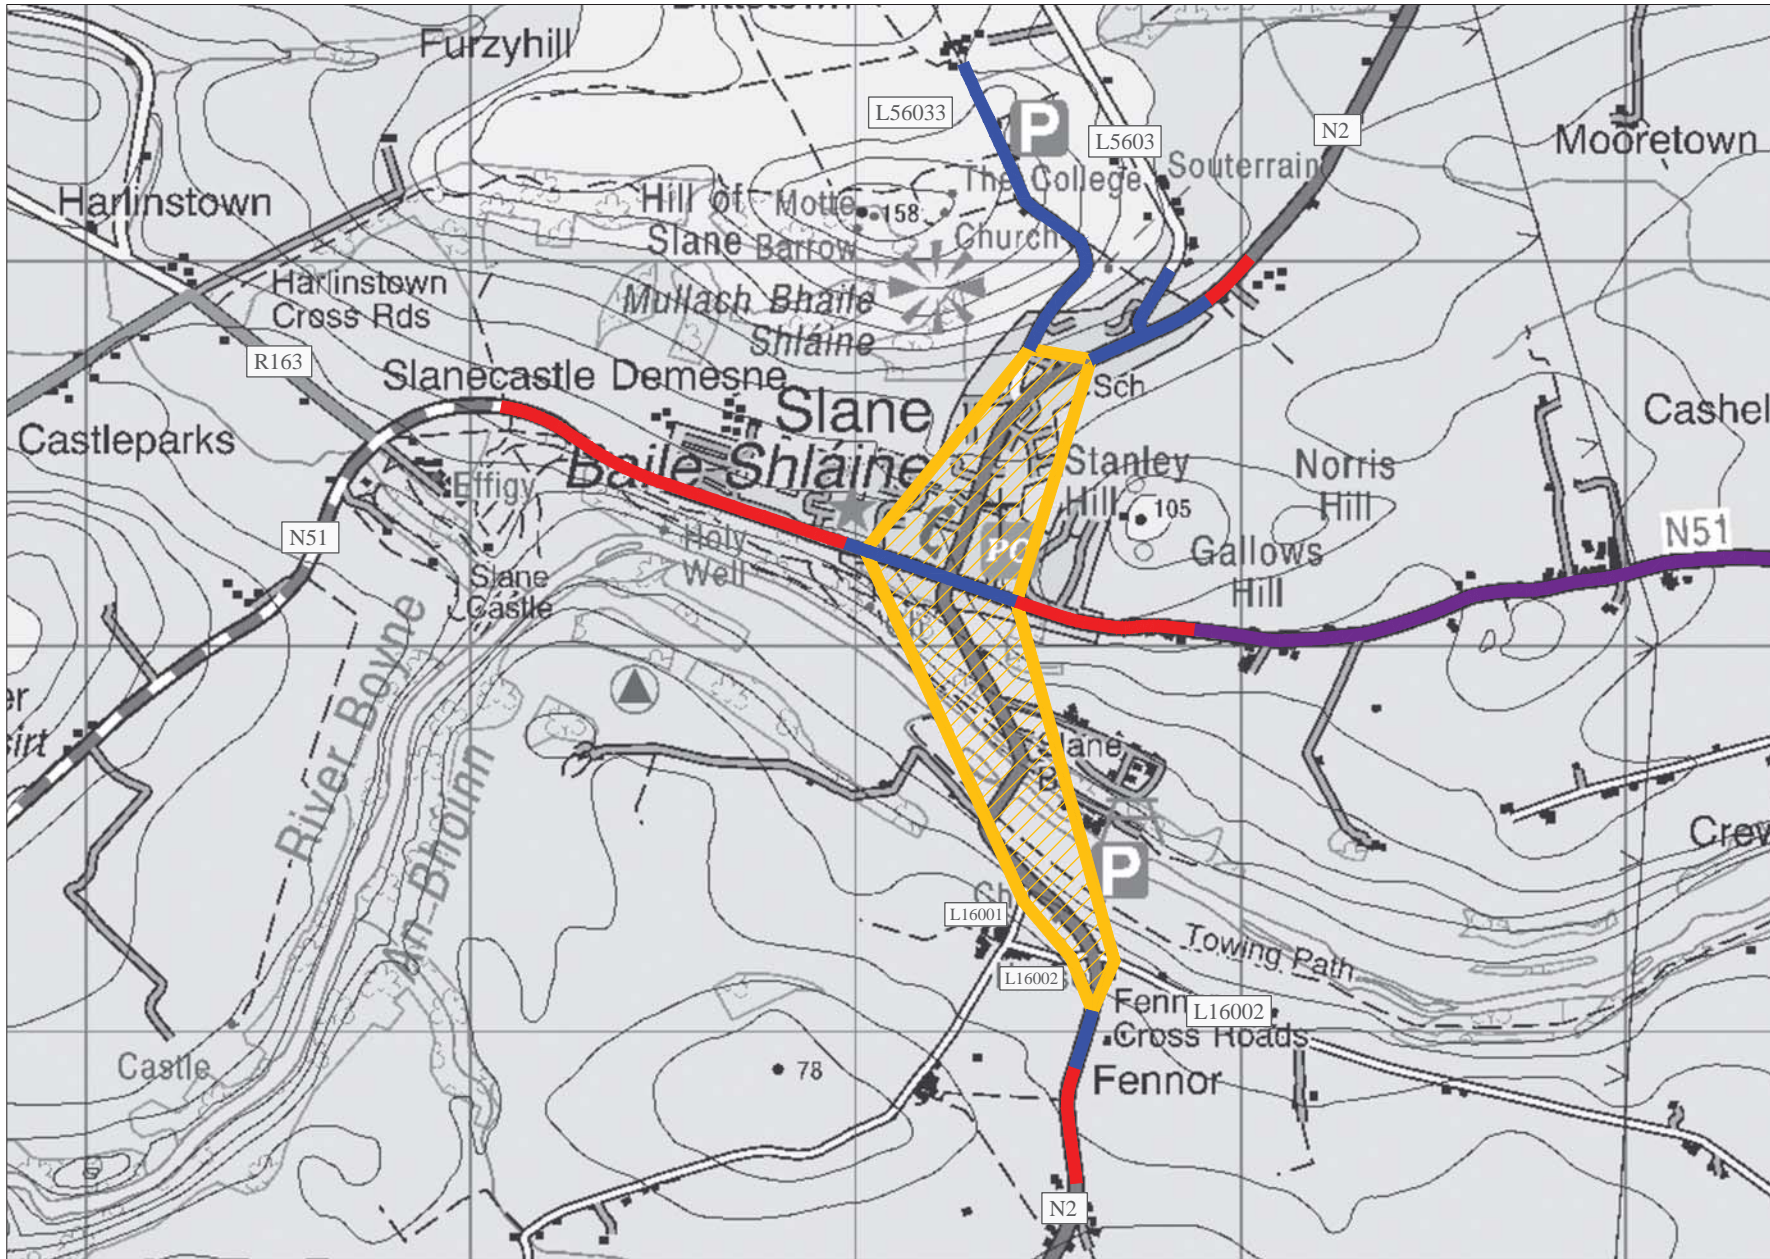 Furzyhill
L56033
P
L5603
N2
Mooretown
Souterrain
The College
Harlinstown
Hill of
Slane
Motte
158
Barrow
Church
Harlinstown
Cross Rds
Mullach Bhaile
Shláine
R163
Slanecastle Demesne
Slane
Baile Shláine
Sch
Castleparks
Cashel
Effigy
Stanley
Hill
105
Norris
Hill
N51
Holy
Well
PO
Gallows
Hill
N51
Slane
Castle
River Boyne
An Bhóinn
Slane
P
L16001
L16002
Towing Path
L16002
Cross Roads
Castle
78
Fennor
N2